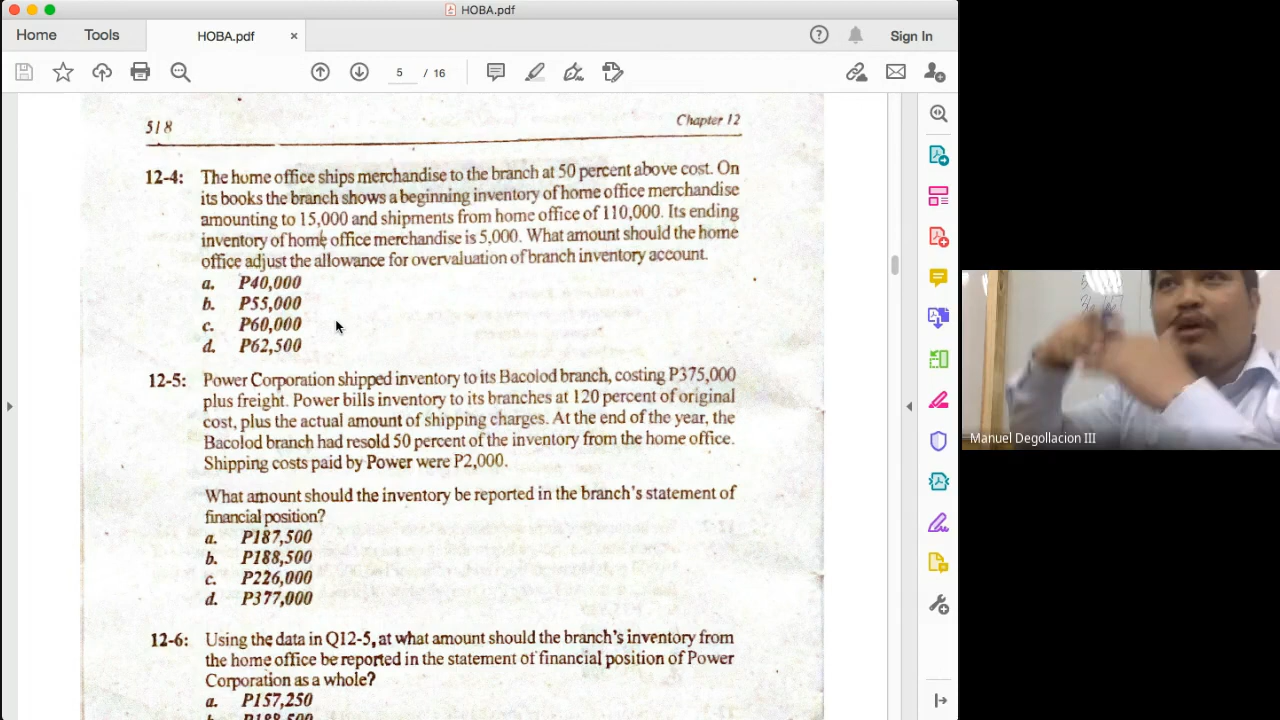 HOBA.pdf
Home
Tools
HOBA.pdf
×
Sign In
5 / 16
518
Chapter 12
12-4: The home office ships merchandise to the branch at 50 percent above cost. On
its books the branch shows a beginning inventory of home office merchandise
amounting to 15,000 and shipments from home office of 110,000. Its ending
inventory of home office merchandise is 5,000. What amount should the home
office adjust the allowance for overvaluation of branch inventory account.
a. P40,000
b. P55,000
c. P60,000
d. P62,500
12-5: Power Corporation shipped inventory to its Bacolod branch, costing P375,000
plus freight. Power bills inventory to its branches at 120 percent of original
cost, plus the actual amount of shipping charges. At the end of the year, the
Bacolod branch had resold 50 percent of the inventory from the home office.
Shipping costs paid by Power were P2,000.
What amount should the inventory be reported in the branch's statement of
financial position?
a. P187,500
b. P188,500
c. P226,000
d. P377,000
12-6: Using the data in Q12-5, at what amount should the branch's inventory from
the home office be reported in the statement of financial position of Power
Corporation as a whole?
a. P157,250
b. P188,500
Manuel Degollacion III